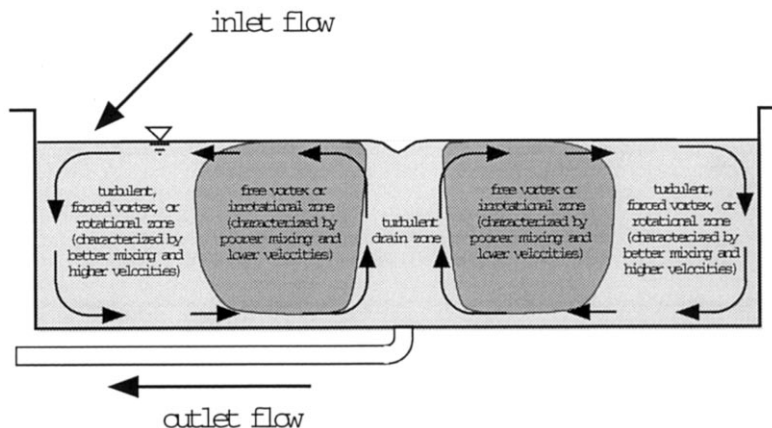 inlet flow
turbulent,
forced vortex, or
rotational zone
(characterized by
better mixing and
higher velocities)
free vortex or
irrotational zone
(characterized by
poorer mixing and
lower velocities)
turbulent
drain zone
free vortex or
irrotational zone
(characterized by
poorer mixing and
lower velocities)
turbulent,
forced vortex, or
rotational zone
(characterized by
better mixing and
higher velocities)
outlet flow